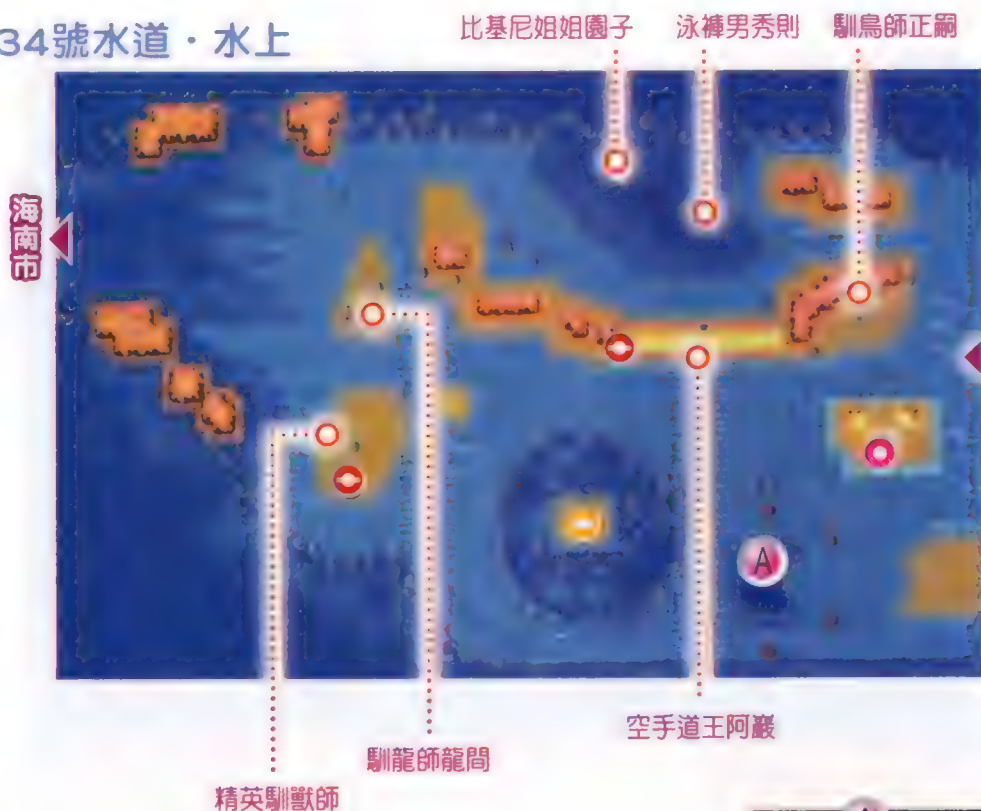 34號水道・水上
比基尼姐姐園子
泳褲男秀則
馴鳥師正嗣
海南市
A
空手道王阿巖
馴龍師龍間
精英馴獸師